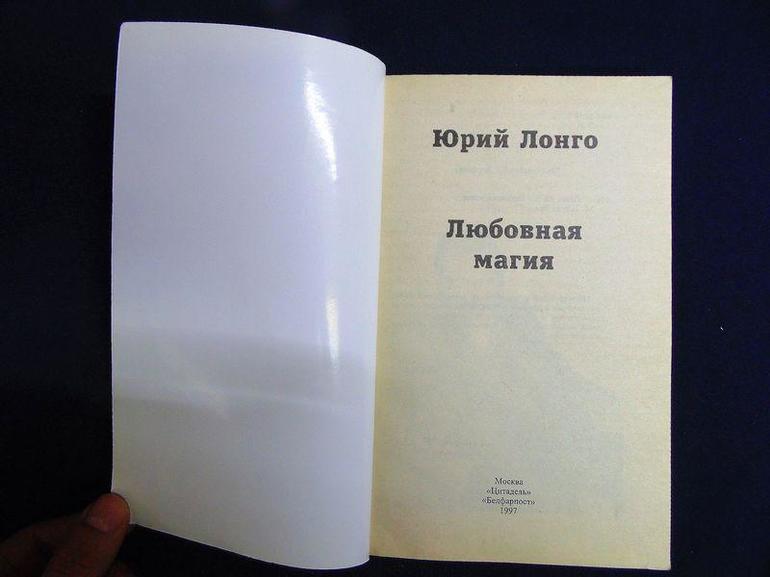 Юрий Лонго
Любовная
магия
Москва
«Цитадель»
«Белфарпост»
1997